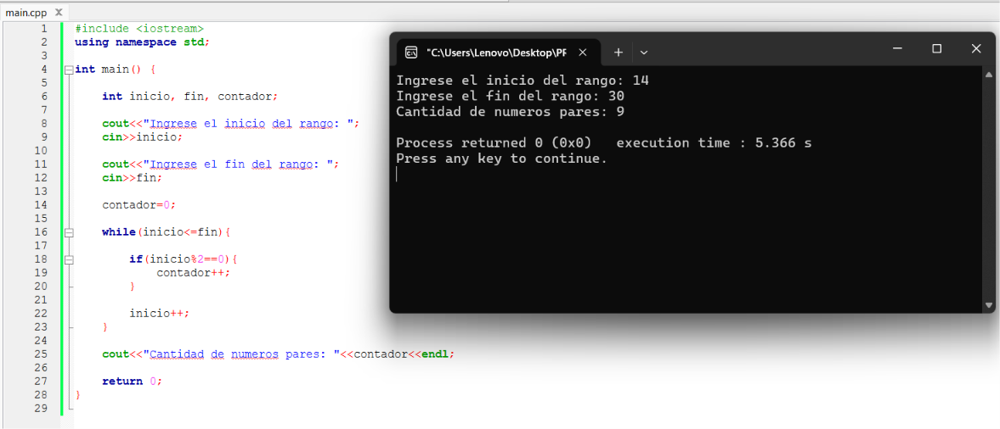 main.cpp X
1 #include <iostream>
2 using namespace std;
3
4 int main() {
5
6 int inicio, fin, contador;
7
8 cout<<"Ingrese el inicio del rango: ";
9 cin>>inicio;
10
11 cout<<"Ingrese el fin del rango: ";
12 cin>>fin;
13
14 contador=0;
15
16 while(inicio<=fin){
17
18 if(inicio%2==0){
19 contador++;
20 }
21
22 inicio++;
23 }
24
25 cout<<"Cantidad de numeros pares: "<<contador<<endl;
26
27 return 0;
28 }
29
"C:\Users\Lenovo\Desktop\PF
Ingrese el inicio del rango: 14
Ingrese el fin del rango: 30
Cantidad de numeros pares: 9
Process returned 0 (0x0) execution time : 5.366 s
Press any key to continue.